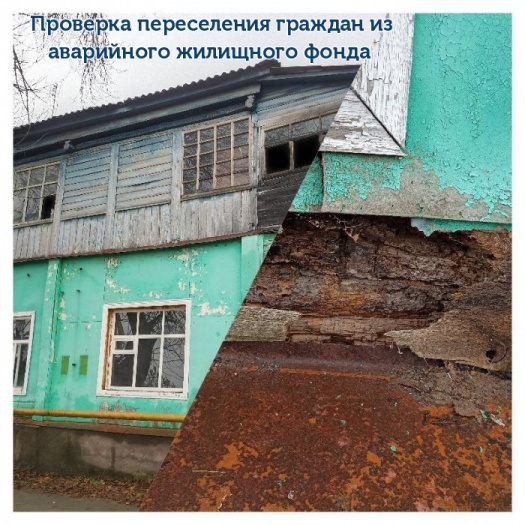 Проверка переселения граждан из
аварийного жилищного фонда